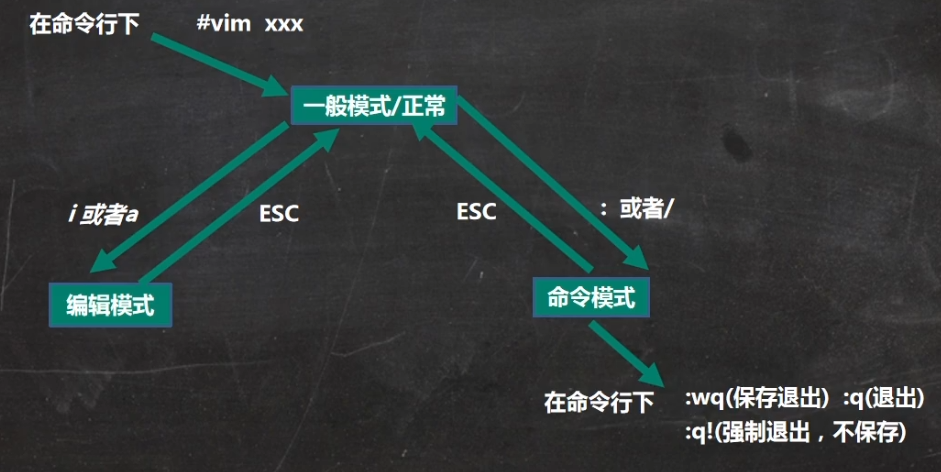 在命令行下 #vim xxx
一般模式/正常
i 或者a
ESC
ESC
: 或者/
编辑模式
命令模式
在命令行下
:wq(保存退出) :q(退出)
:q!(强制退出，不保存)